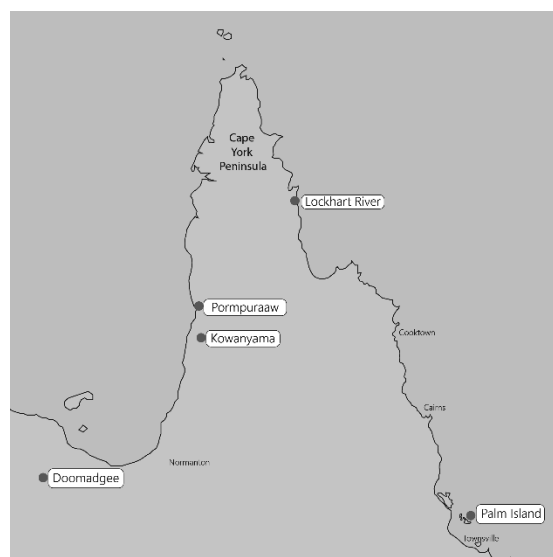 Cape
York
Peninsula
Lockhart River
Pormpuraaw
Cooktown
Kowanyama
Cairns
Normanton
Doomadgee
Palm Island
Townsville